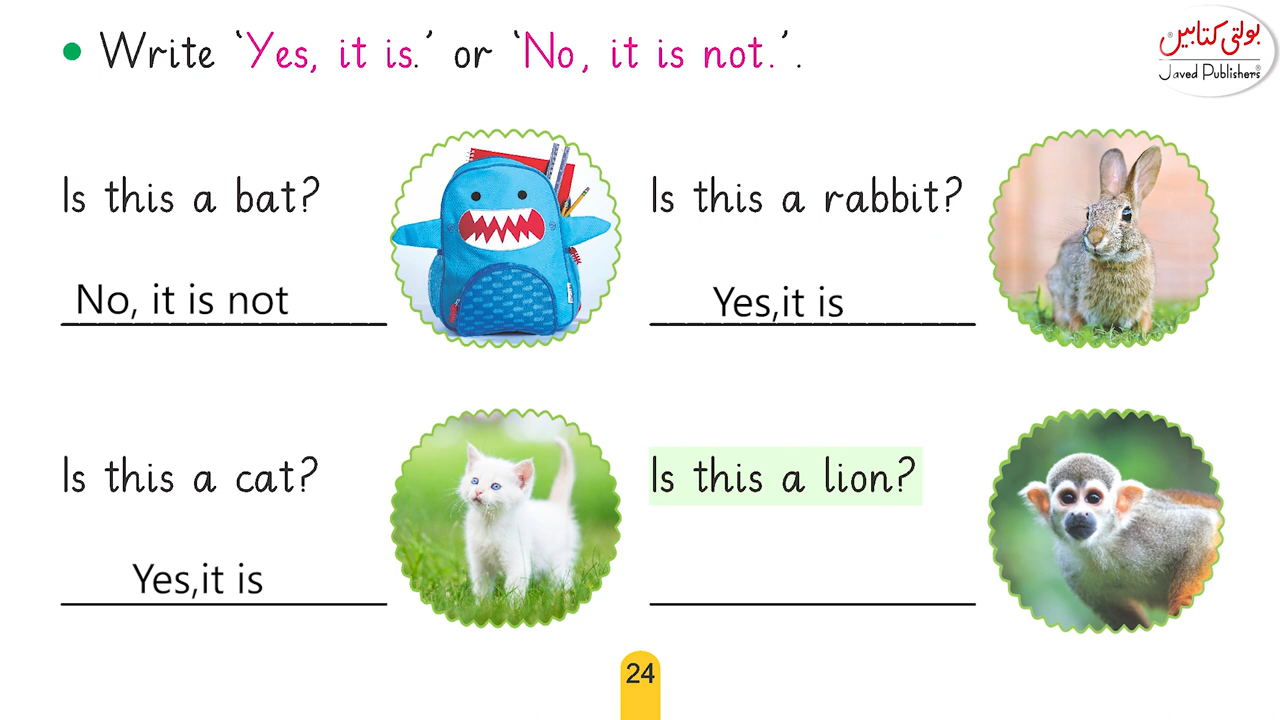 • Write ‘Yes, it is.’ or ‘No, it is not.’.
بولتی کتابیں
Javed Publishers
Is this a bat?
No, it is not
Is this a rabbit?
Yes,it is
Is this a cat?
Yes,it is
Is this a lion?
24